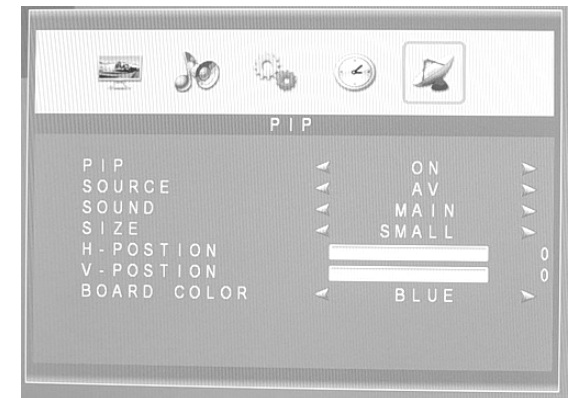 PIP
PIP ON
SOURCE AV
SOUND MAIN
SIZE SMALL
H-POSTION 0
V-POSTION 0
BOARD COLOR BLUE